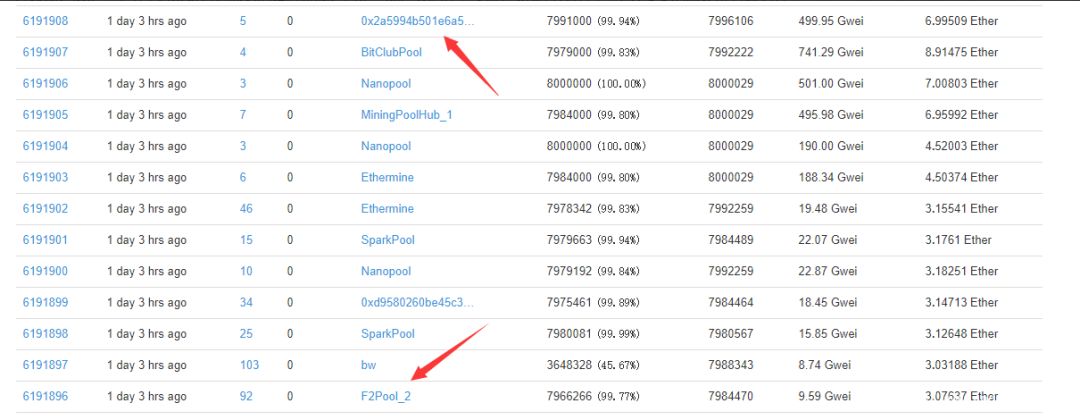 6191908 1 day 3 hrs ago 5 0 0x2a5994b501e6a5... 7991000 (99.94%) 7996106 499.95 Gwei 6.99509 Ether
6191907 1 day 3 hrs ago 4 0 BitClubPool 7979000 (99.83%) 7992222 741.29 Gwei 8.91475 Ether
6191906 1 day 3 hrs ago 3 0 Nanopool 8000000 (100.00%) 8000029 501.00 Gwei 7.00803 Ether
6191905 1 day 3 hrs ago 7 0 MiningPoolHub_1 7984000 (99.80%) 8000029 495.98 Gwei 6.95992 Ether
6191904 1 day 3 hrs ago 3 0 Nanopool 8000000 (100.00%) 8000029 190.00 Gwei 4.52003 Ether
6191903 1 day 3 hrs ago 6 0 Ethermine 7984000 (99.80%) 8000029 188.34 Gwei 4.50374 Ether
6191902 1 day 3 hrs ago 46 0 Ethermine 7978342 (99.83%) 7992259 19.48 Gwei 3.15541 Ether
6191901 1 day 3 hrs ago 15 0 SparkPool 7979663 (99.94%) 7984489 22.07 Gwei 3.1761 Ether
6191900 1 day 3 hrs ago 10 0 Nanopool 7979192 (99.84%) 7992259 22.87 Gwei 3.18251 Ether
6191899 1 day 3 hrs ago 34 0 0xd9580260be45c3... 7975461 (99.89%) 7984464 18.45 Gwei 3.14713 Ether
6191898 1 day 3 hrs ago 25 0 SparkPool 7980081 (99.99%) 7980567 15.85 Gwei 3.12648 Ether
6191897 1 day 3 hrs ago 103 0 bw 3648328 (45.67%) 7988343 8.74 Gwei 3.03188 Ether
6191896 1 day 3 hrs ago 92 0 F2Pool_2 7966266 (99.77%) 7984470 9.59 Gwei 3.07637 Ether